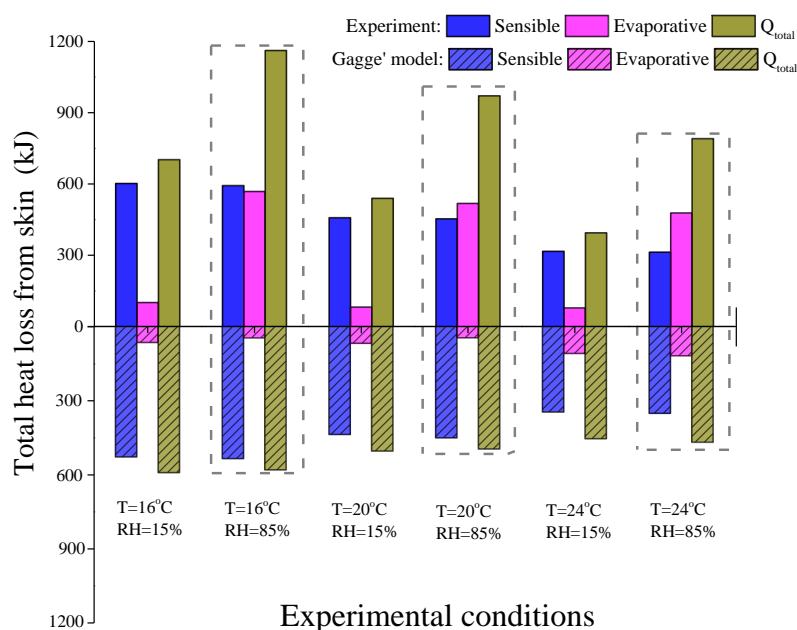 Experiment: Sensible Evaporative Qtotal
Gagge' model: Sensible Evaporative Qtotal
Total heat loss from skin (kJ)
1200
900
600
300
0
300
600
900
1200
T=16°C
RH=15%
T=16°C
RH=85%
T=20°C
RH=15%
T=20°C
RH=85%
T=24°C
RH=15%
T=24°C
RH=85%
Experimental conditions